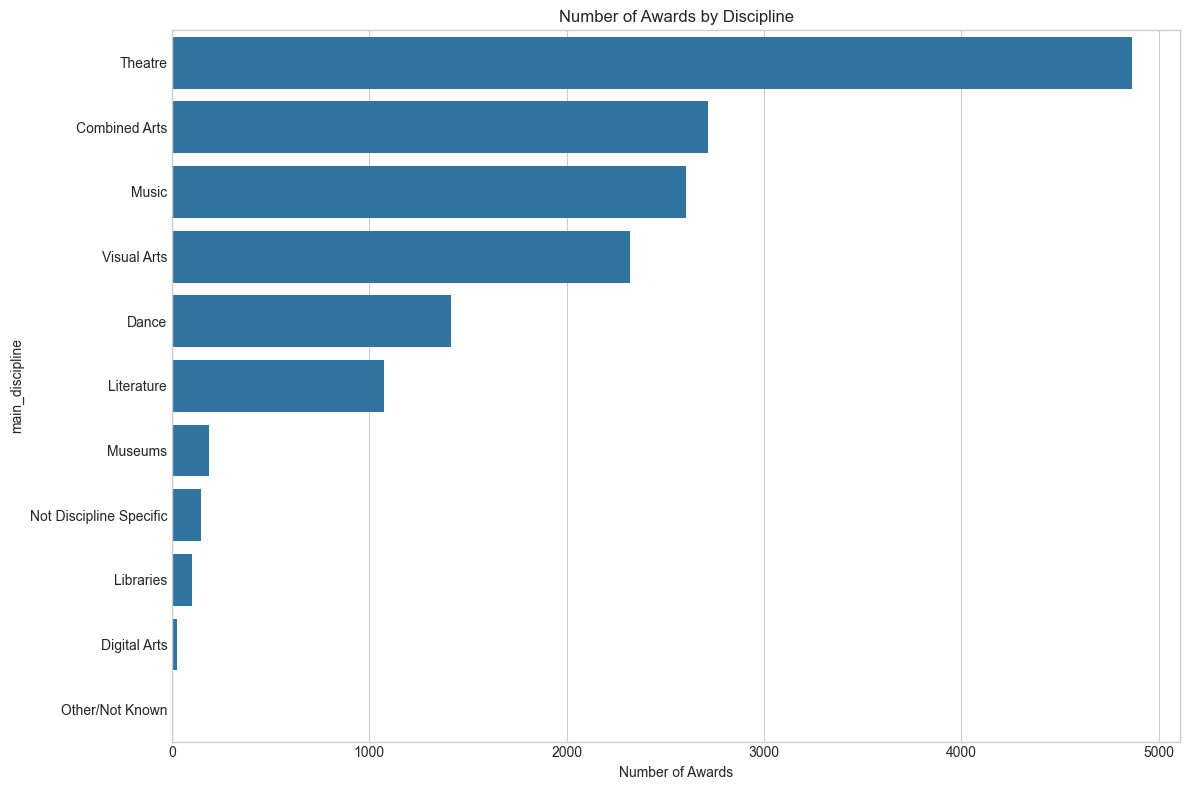 Number of Awards by Discipline
Theatre
Combined Arts
Music
Visual Arts
Dance
Literature
Museums
Not Discipline Specific
Libraries
Digital Arts
Other/Not Known
main_discipline
0 1000 2000 3000 4000 5000
Number of Awards